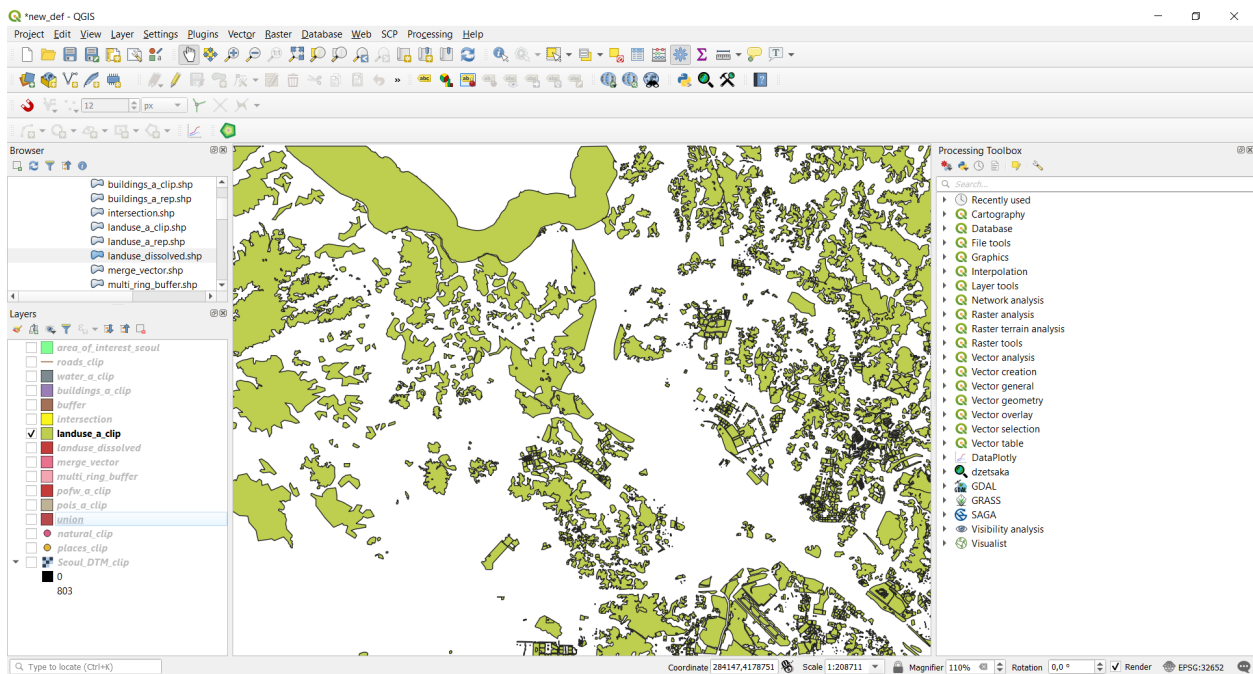 *new_def - QGIS
Project Edit View Layer Settings Plugins Vector Raster Database Web SCP Processing Help
12 px
Browser
buildings_a_clip.shp
buildings_a_rep.shp
intersection.shp
landuse_a_clip.shp
landuse_a_rep.shp
landuse_dissolved.shp
merge_vector.shp
multi_ring_buffer.shp
Layers
area_of_interest_seoul
roads_clip
water_a_clip
buildings_a_clip
buffer
intersection
landuse_a_clip
landuse_dissolved
merge_vector
multi_ring_buffer
pofw_a_clip
pois_a_clip
union
natural_clip
places_clip
Seoul_DTM_clip
0
803
Processing Toolbox
Search...
Recently used
Cartography
Database
File tools
Graphics
Interpolation
Layer tools
Network analysis
Raster analysis
Raster terrain analysis
Raster tools
Vector analysis
Vector creation
Vector general
Vector geometry
Vector overlay
Vector selection
Vector table
DataPlotly
dzetsaka
GDAL
GRASS
SAGA
Visibility analysis
Visualist
Type to locate (Ctrl+K) Coordinate 284147,4178751 Scale 1:208711 Magnifier 110% Rotation 0,0 ° Render EPSG:32652